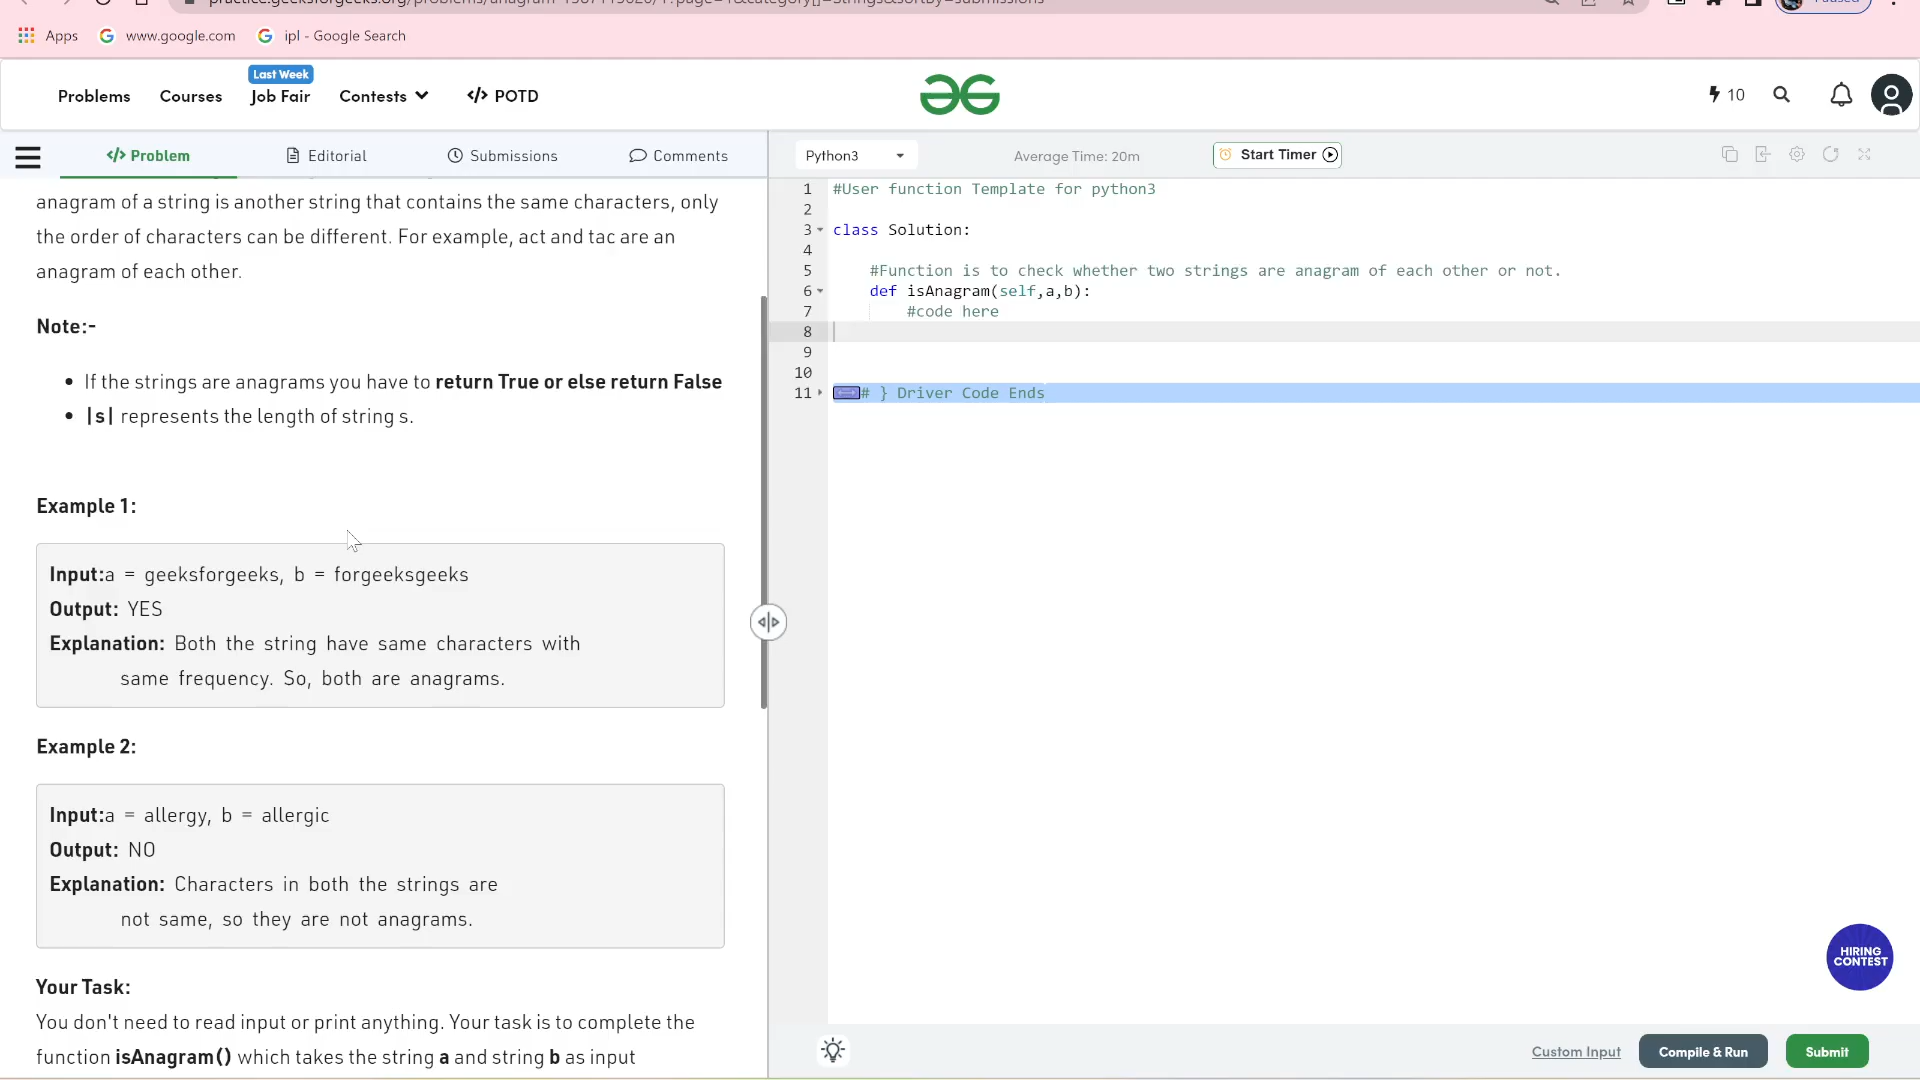 Apps
www.google.com
ipl - Google Search
Last Week
Problems
Courses
Job Fair
Contests
</> POTD
10
</> Problem
Editorial
Submissions
Comments
anagram of a string is another string that contains the same characters, only
the order of characters can be different. For example, act and tac are an
anagram of each other.
Note:-
• If the strings are anagrams you have to return True or else return False
• |s| represents the length of string s.
Example 1:
Input:a = geeksforgeeks, b = forgeeksgeeks
Output: YES
Explanation: Both the string have same characters with
same frequency. So, both are anagrams.
Example 2:
Input:a = allergy, b = allergic
Output: NO
Explanation: Characters in both the strings are
not same, so they are not anagrams.
Your Task:
You don't need to read input or print anything. Your task is to complete the
function isAnagram() which takes the string a and string b as input
Python3
Average Time: 20m
Start Timer
1 #User function Template for python3
2
3 class Solution:
4
5 #Function is to check whether two strings are anagram of each other or not.
6 def isAnagram(self,a,b):
7 #code here
8
9
10
11 # } Driver Code Ends
HIRING
CONTEST
Custom Input
Compile & Run
Submit